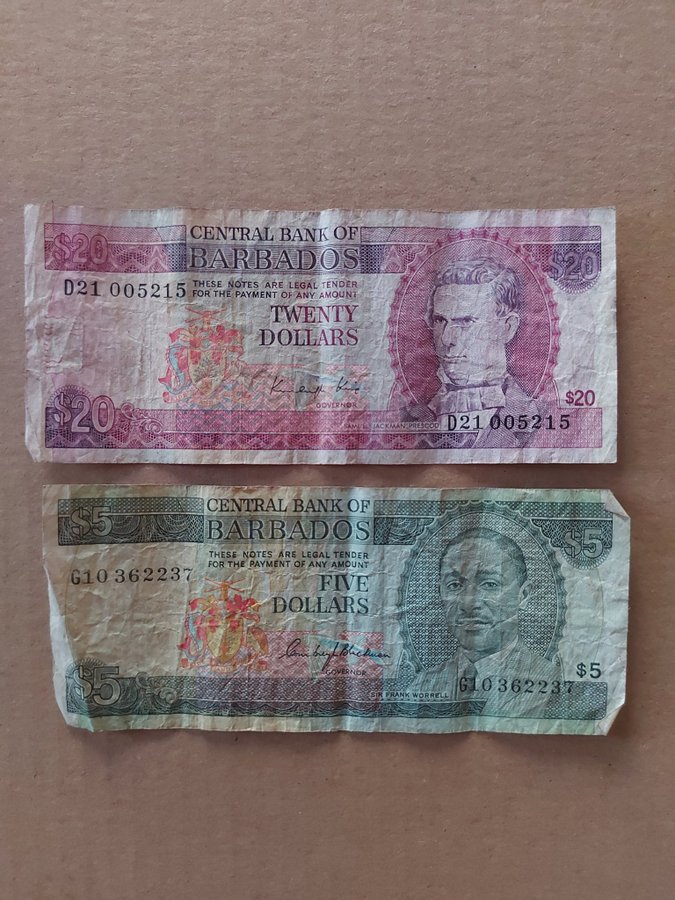 CENTRAL BANK OF
$20 BARBADOS $20
D21 005215
THESE NOTES ARE LEGAL TENDER
FOR THE PAYMENT OF ANY AMOUNT
TWENTY
DOLLARS
GOVERNOR
$20
$20
JACKMAN PRESCOD
D21 005215
CENTRAL BANK OF
$5 BARBADOS $5
THESE NOTES ARE LEGAL TENDER
FOR THE PAYMENT OF ANY AMOUNT
G10 362237
FIVE
DOLLARS
GOVERNOR
$5
$5
SIR FRANK WORRELL
G10 362237